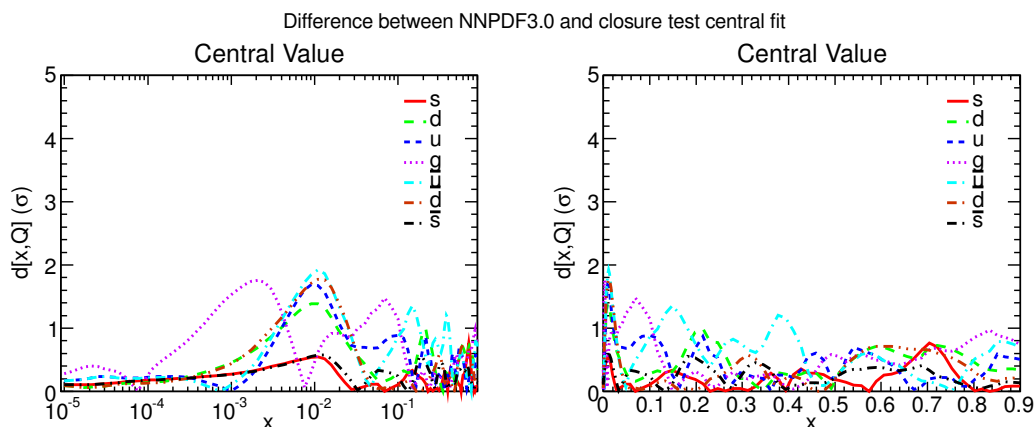 Difference between NNPDF3.0 and closure test central fit
Central Value
d[x,Q] (σ)
5
4
3
2
1
0
s
d
u
g
u̅
d̅
s̅
10⁻⁵ 10⁻⁴ 10⁻³ 10⁻² 10⁻¹
x
Central Value
d[x,Q] (σ)
5
4
3
2
1
0
s
d
u
g
u̅
d̅
s̅
0 0.1 0.2 0.3 0.4 0.5 0.6 0.7 0.8 0.9
x